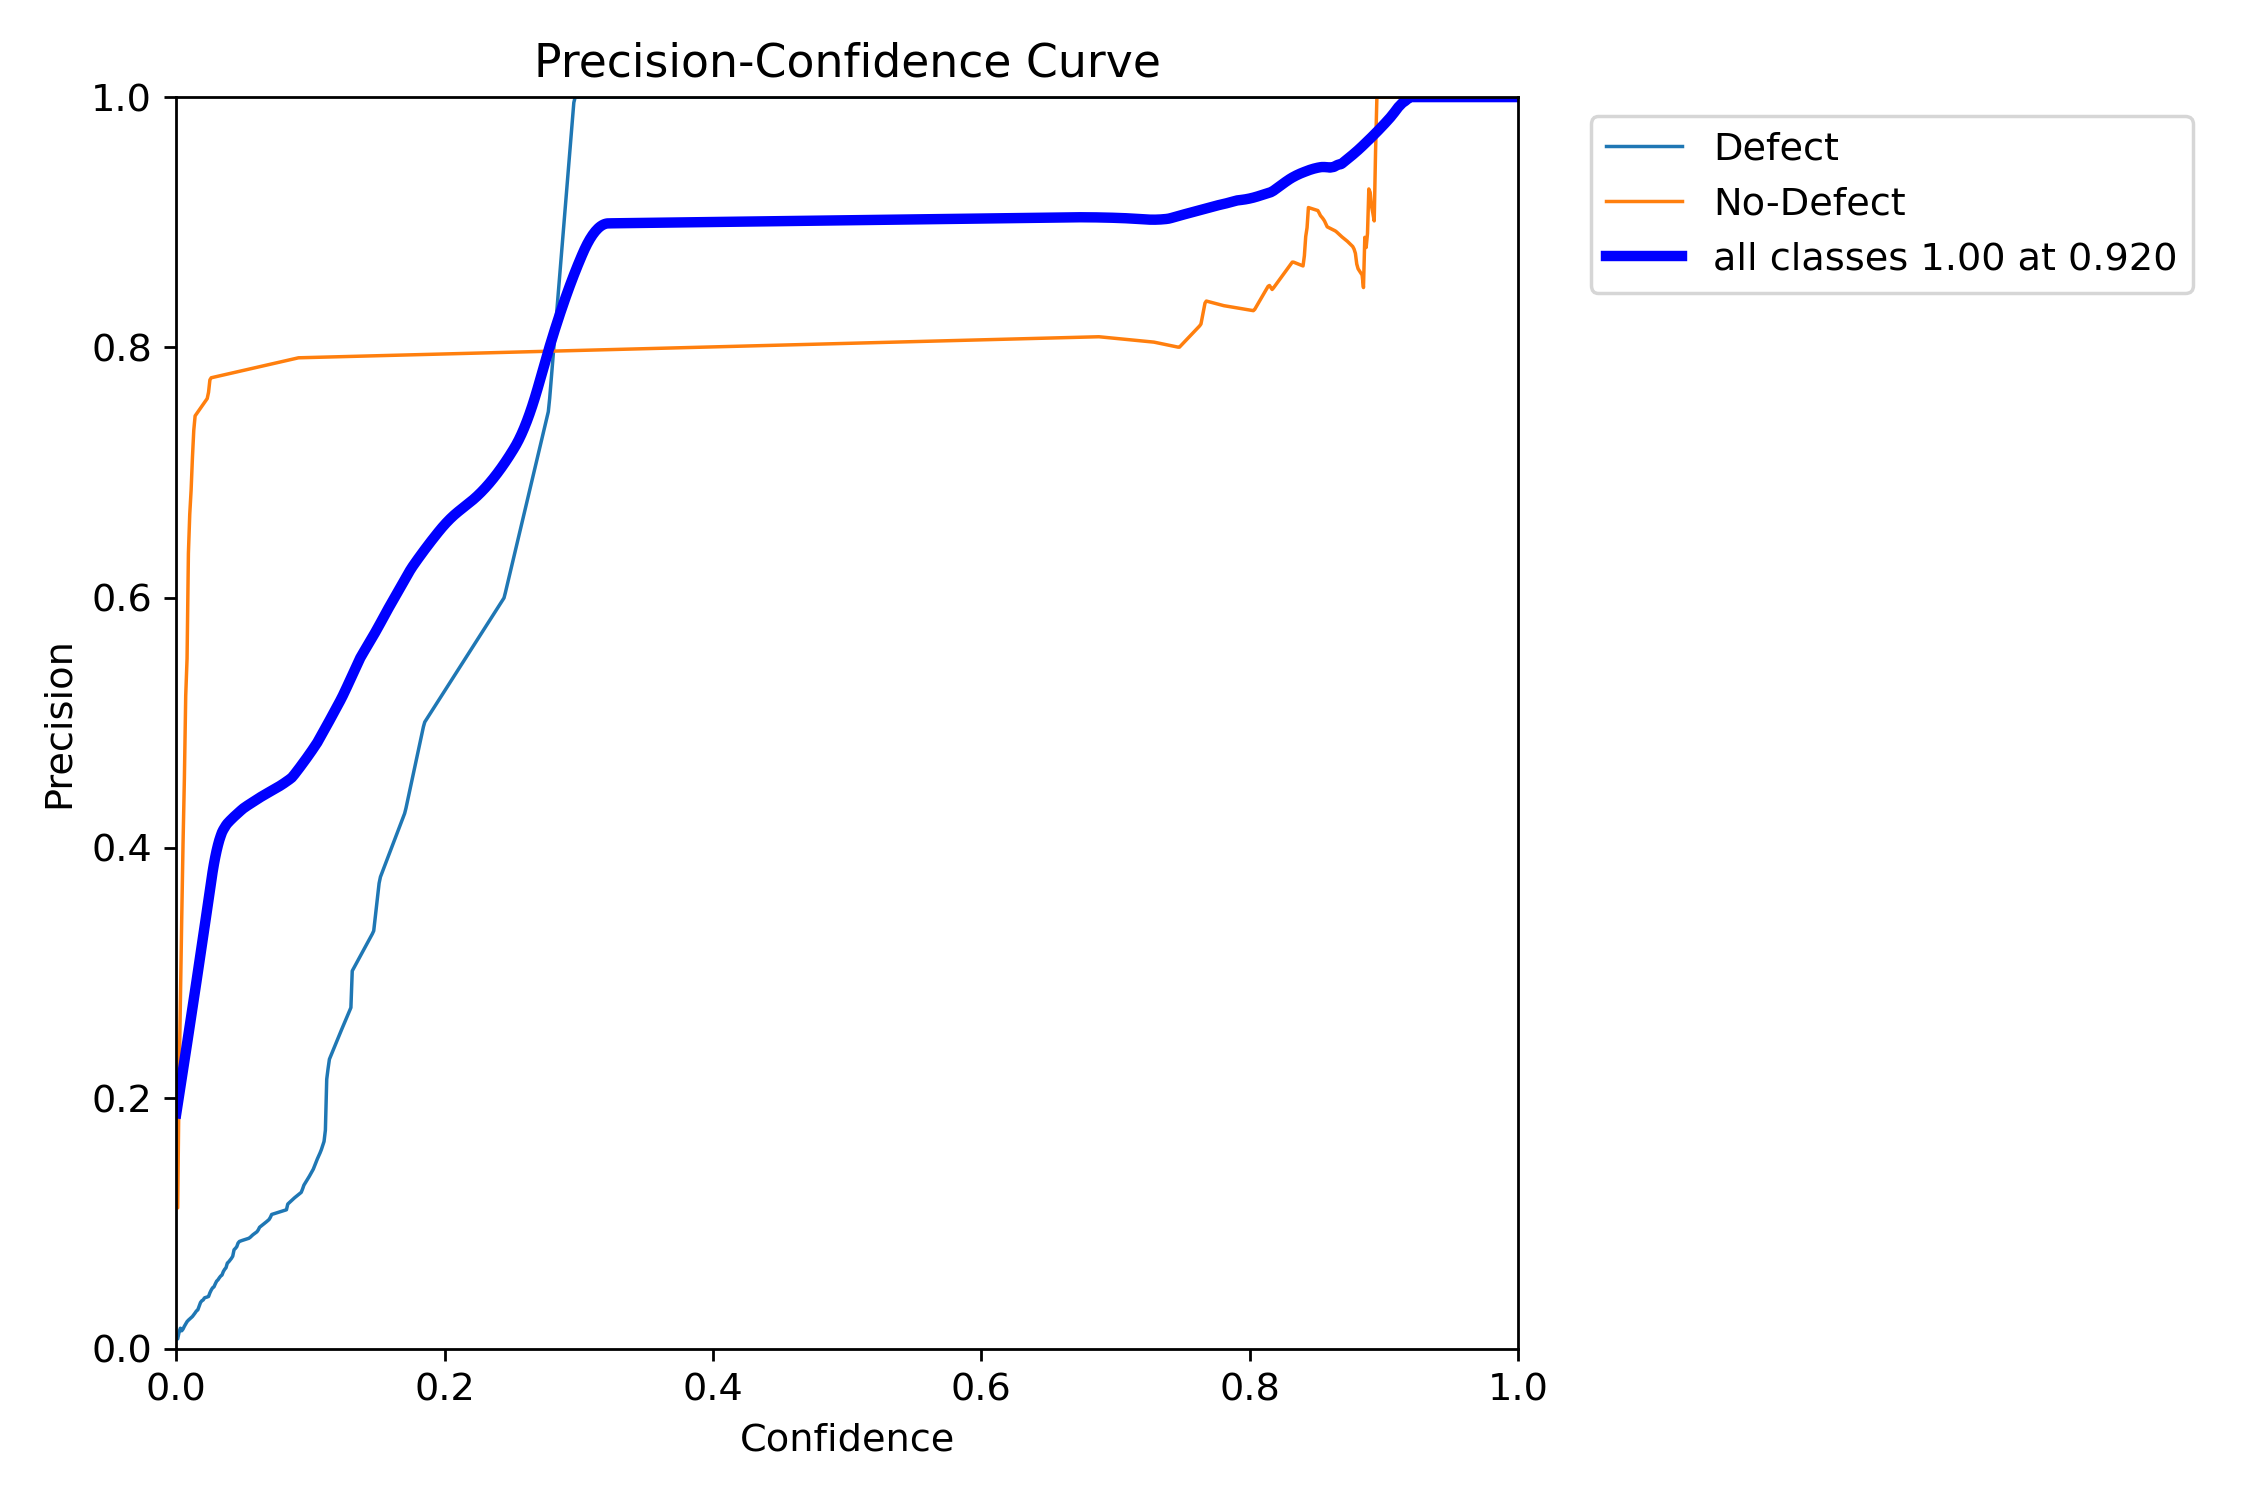 Precision-Confidence Curve
1.0
0.8
0.6
0.4
0.2
0.0
Precision
0.0 0.2 0.4 0.6 0.8 1.0
Confidence
Defect
No-Defect
all classes 1.00 at 0.920